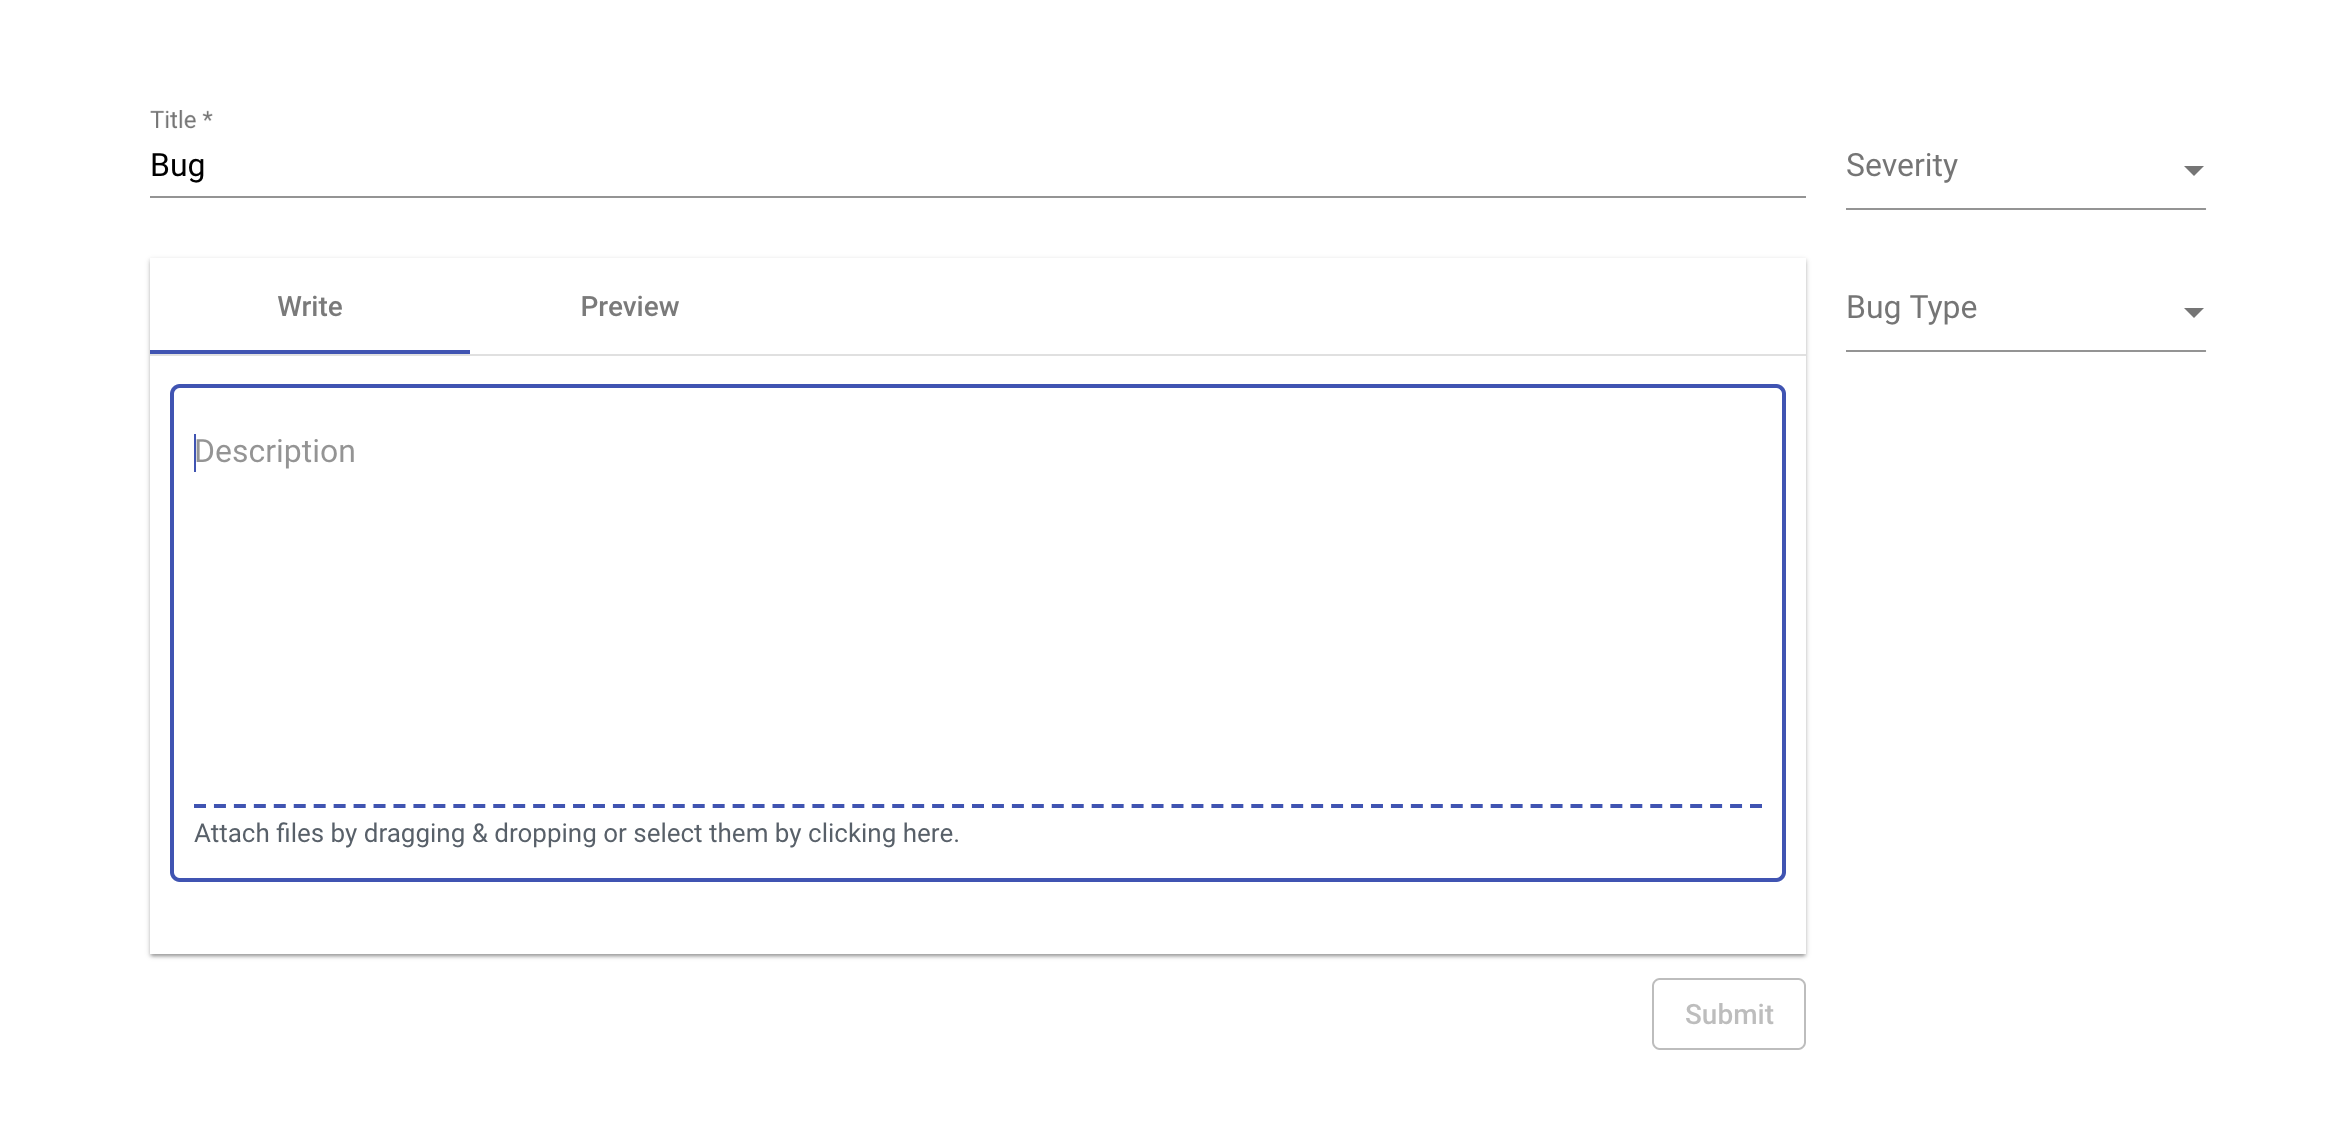 Title *
Bug
Severity
Write Preview
Bug Type
Description
Attach files by dragging & dropping or select them by clicking here.
Submit